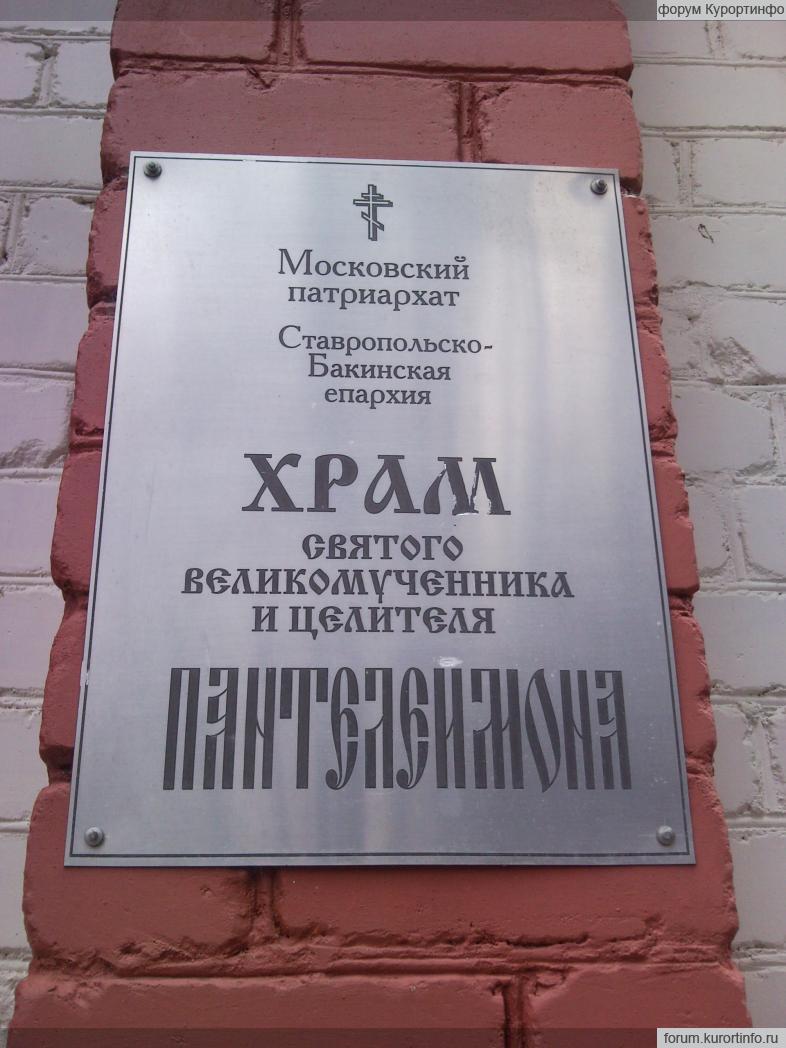 форум Курортинфо
Московский
патриархат
Ставропольско-
Бакинская
епархия
ХРАМ
СВЯТОГО
ВЕЛИКОМУЧЕННИКА
И ЦЕЛИТЕЛЯ
ПАНТЕЛЕИМОНА
forum.kurortinfo.ru